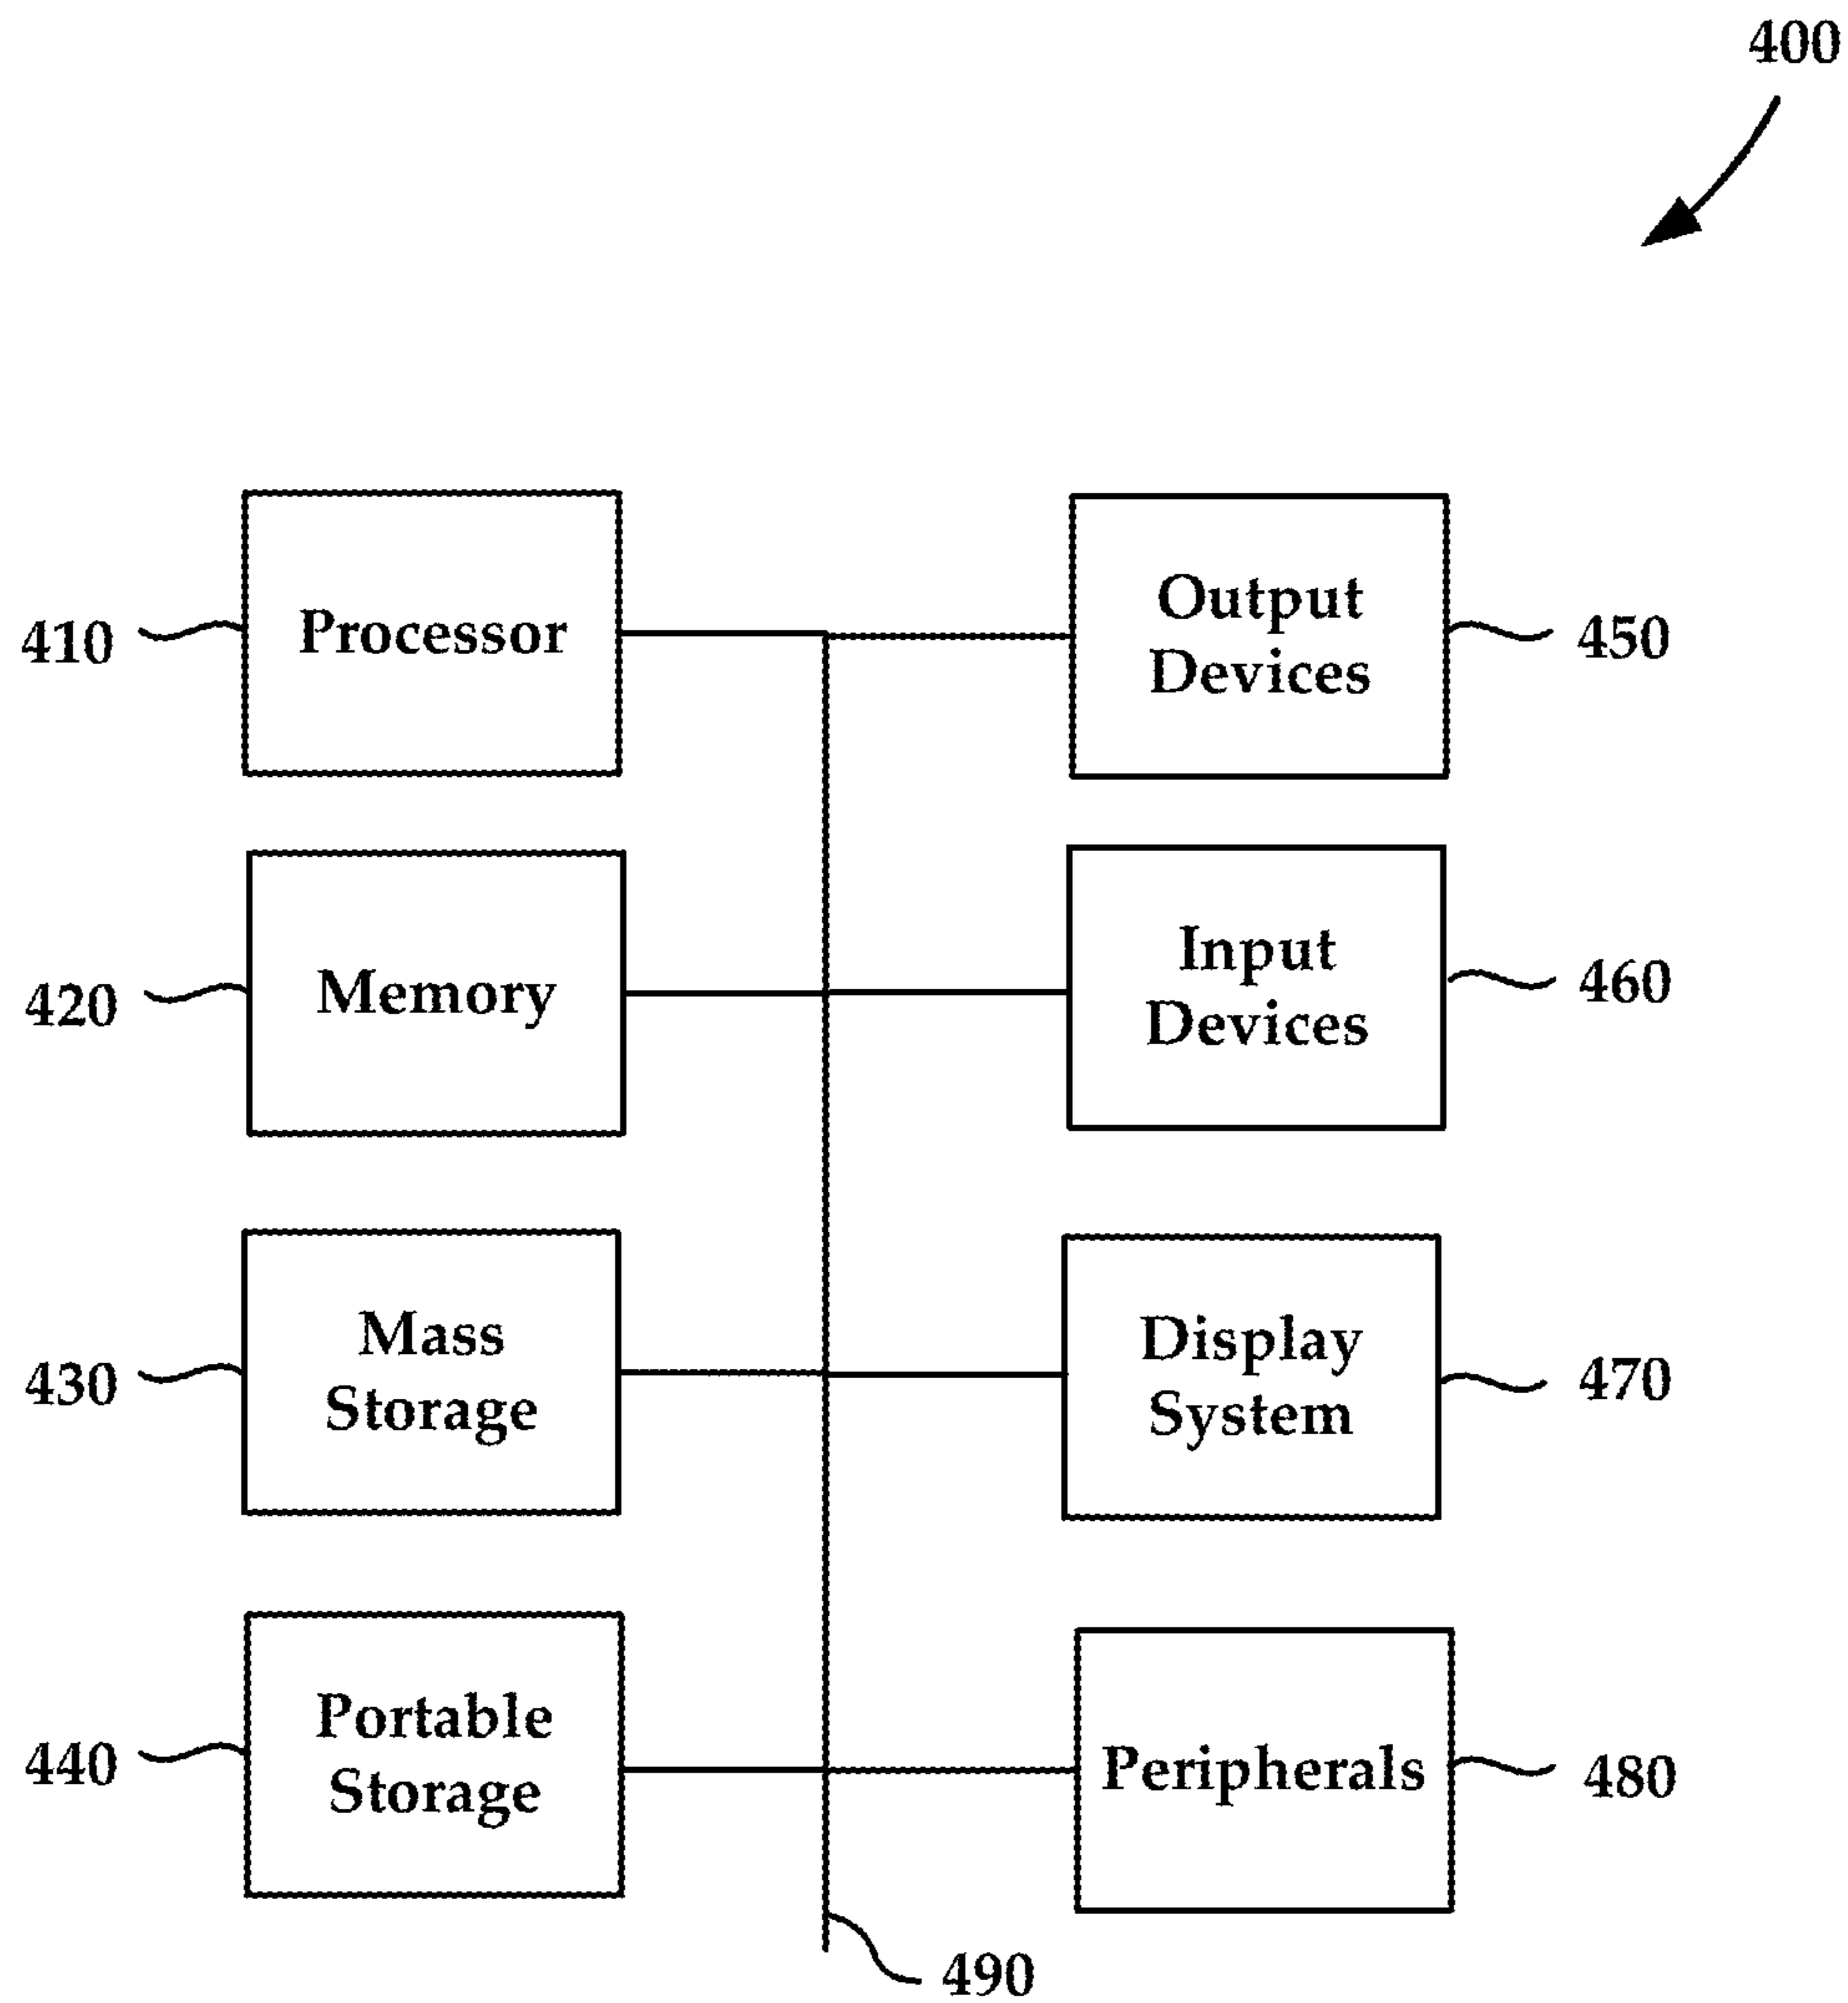 400
410
Processor
Output
Devices
450
420
Memory
Input
Devices
460
430
Mass
Storage
Display
System
470
440
Portable
Storage
Peripherals
480
490